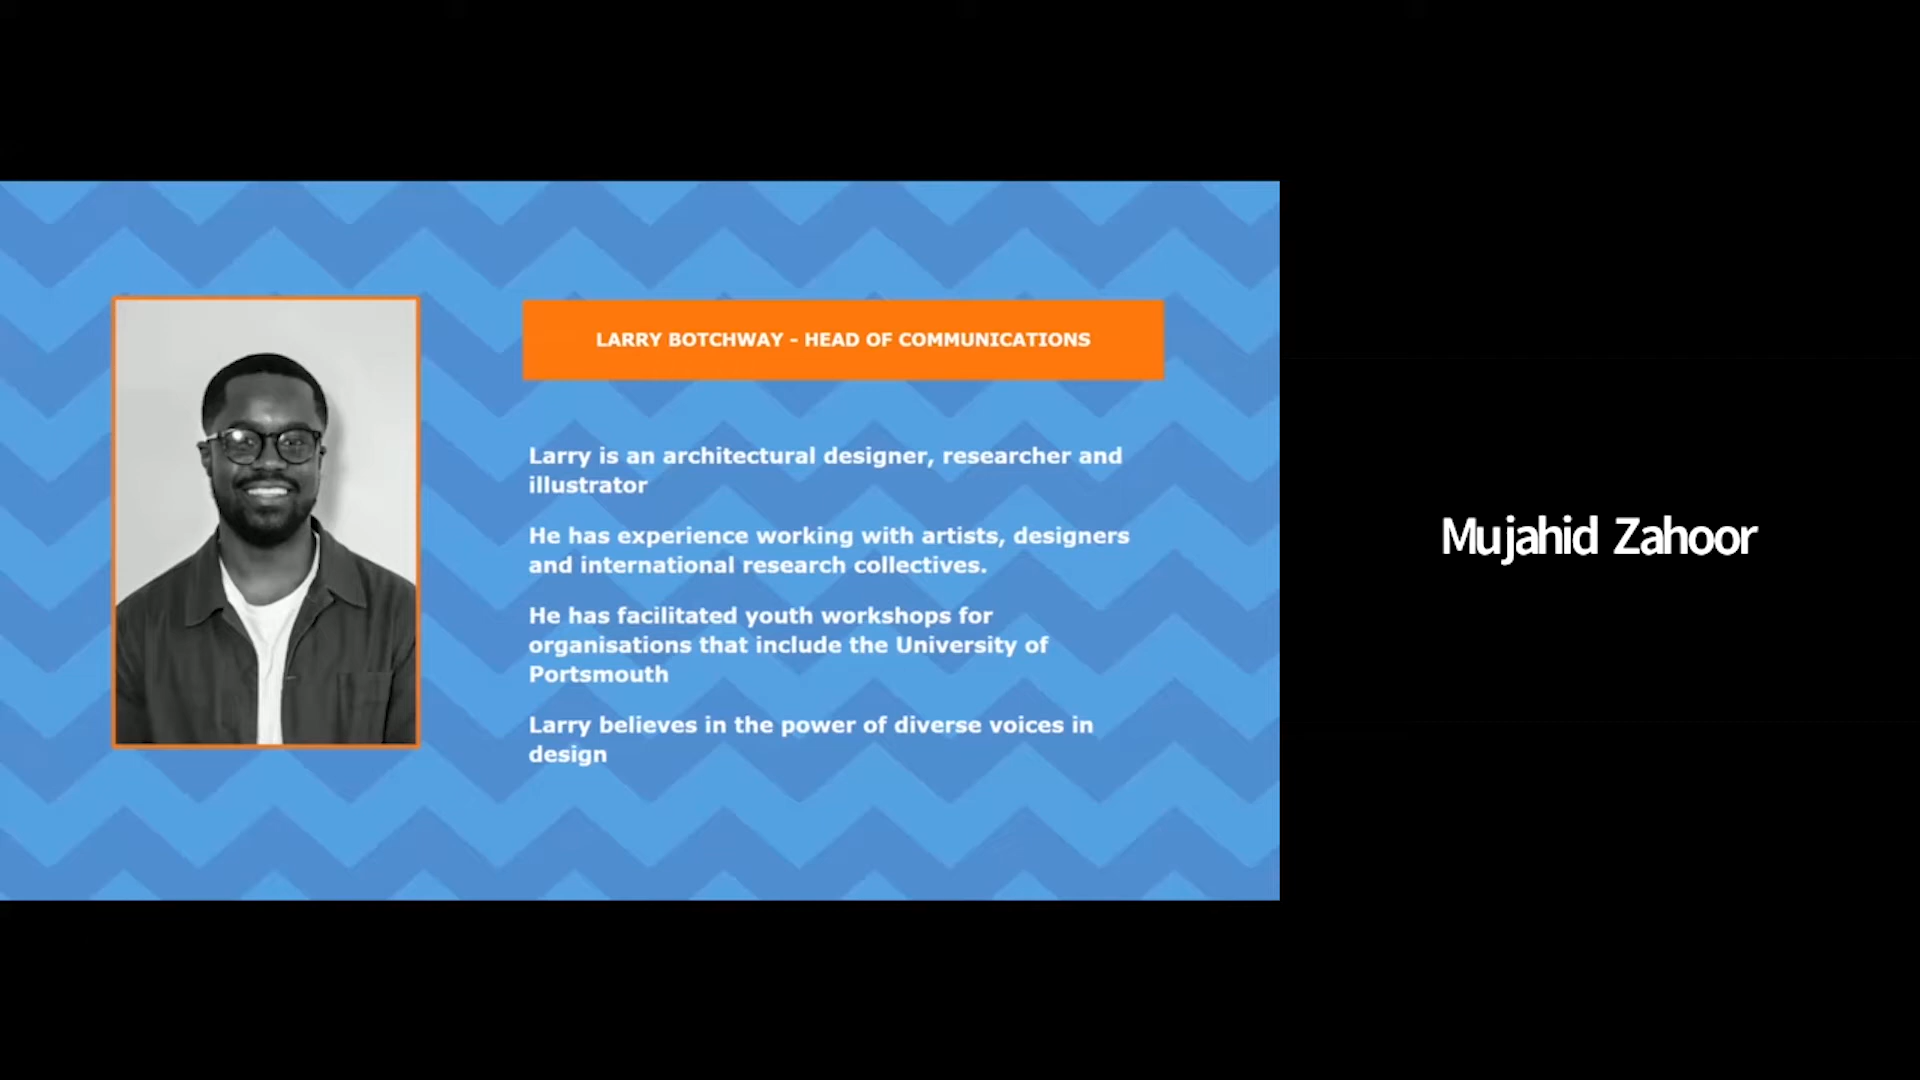 LARRY BOTCHWAY - HEAD OF COMMUNICATIONS
Larry is an architectural designer, researcher and
illustrator
He has experience working with artists, designers
and international research collectives.
He has facilitated youth workshops for
organisations that include the University of
Portsmouth
Larry believes in the power of diverse voices in
design
Mujahid Zahoor